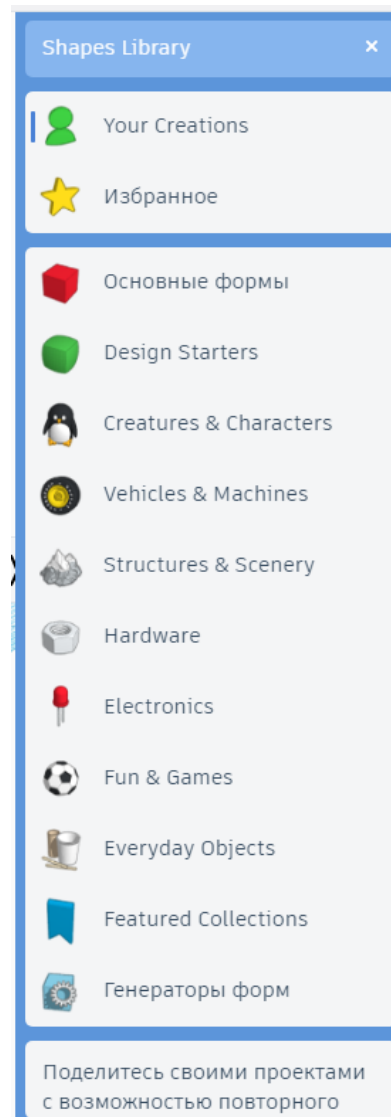 Shapes Library ×
Your Creations
Избранное
Основные формы
Design Starters
Creatures & Characters
Vehicles & Machines
Structures & Scenery
Hardware
Electronics
Fun & Games
Everyday Objects
Featured Collections
Генераторы форм
Поделитесь своими проектами
с возможностью повторного